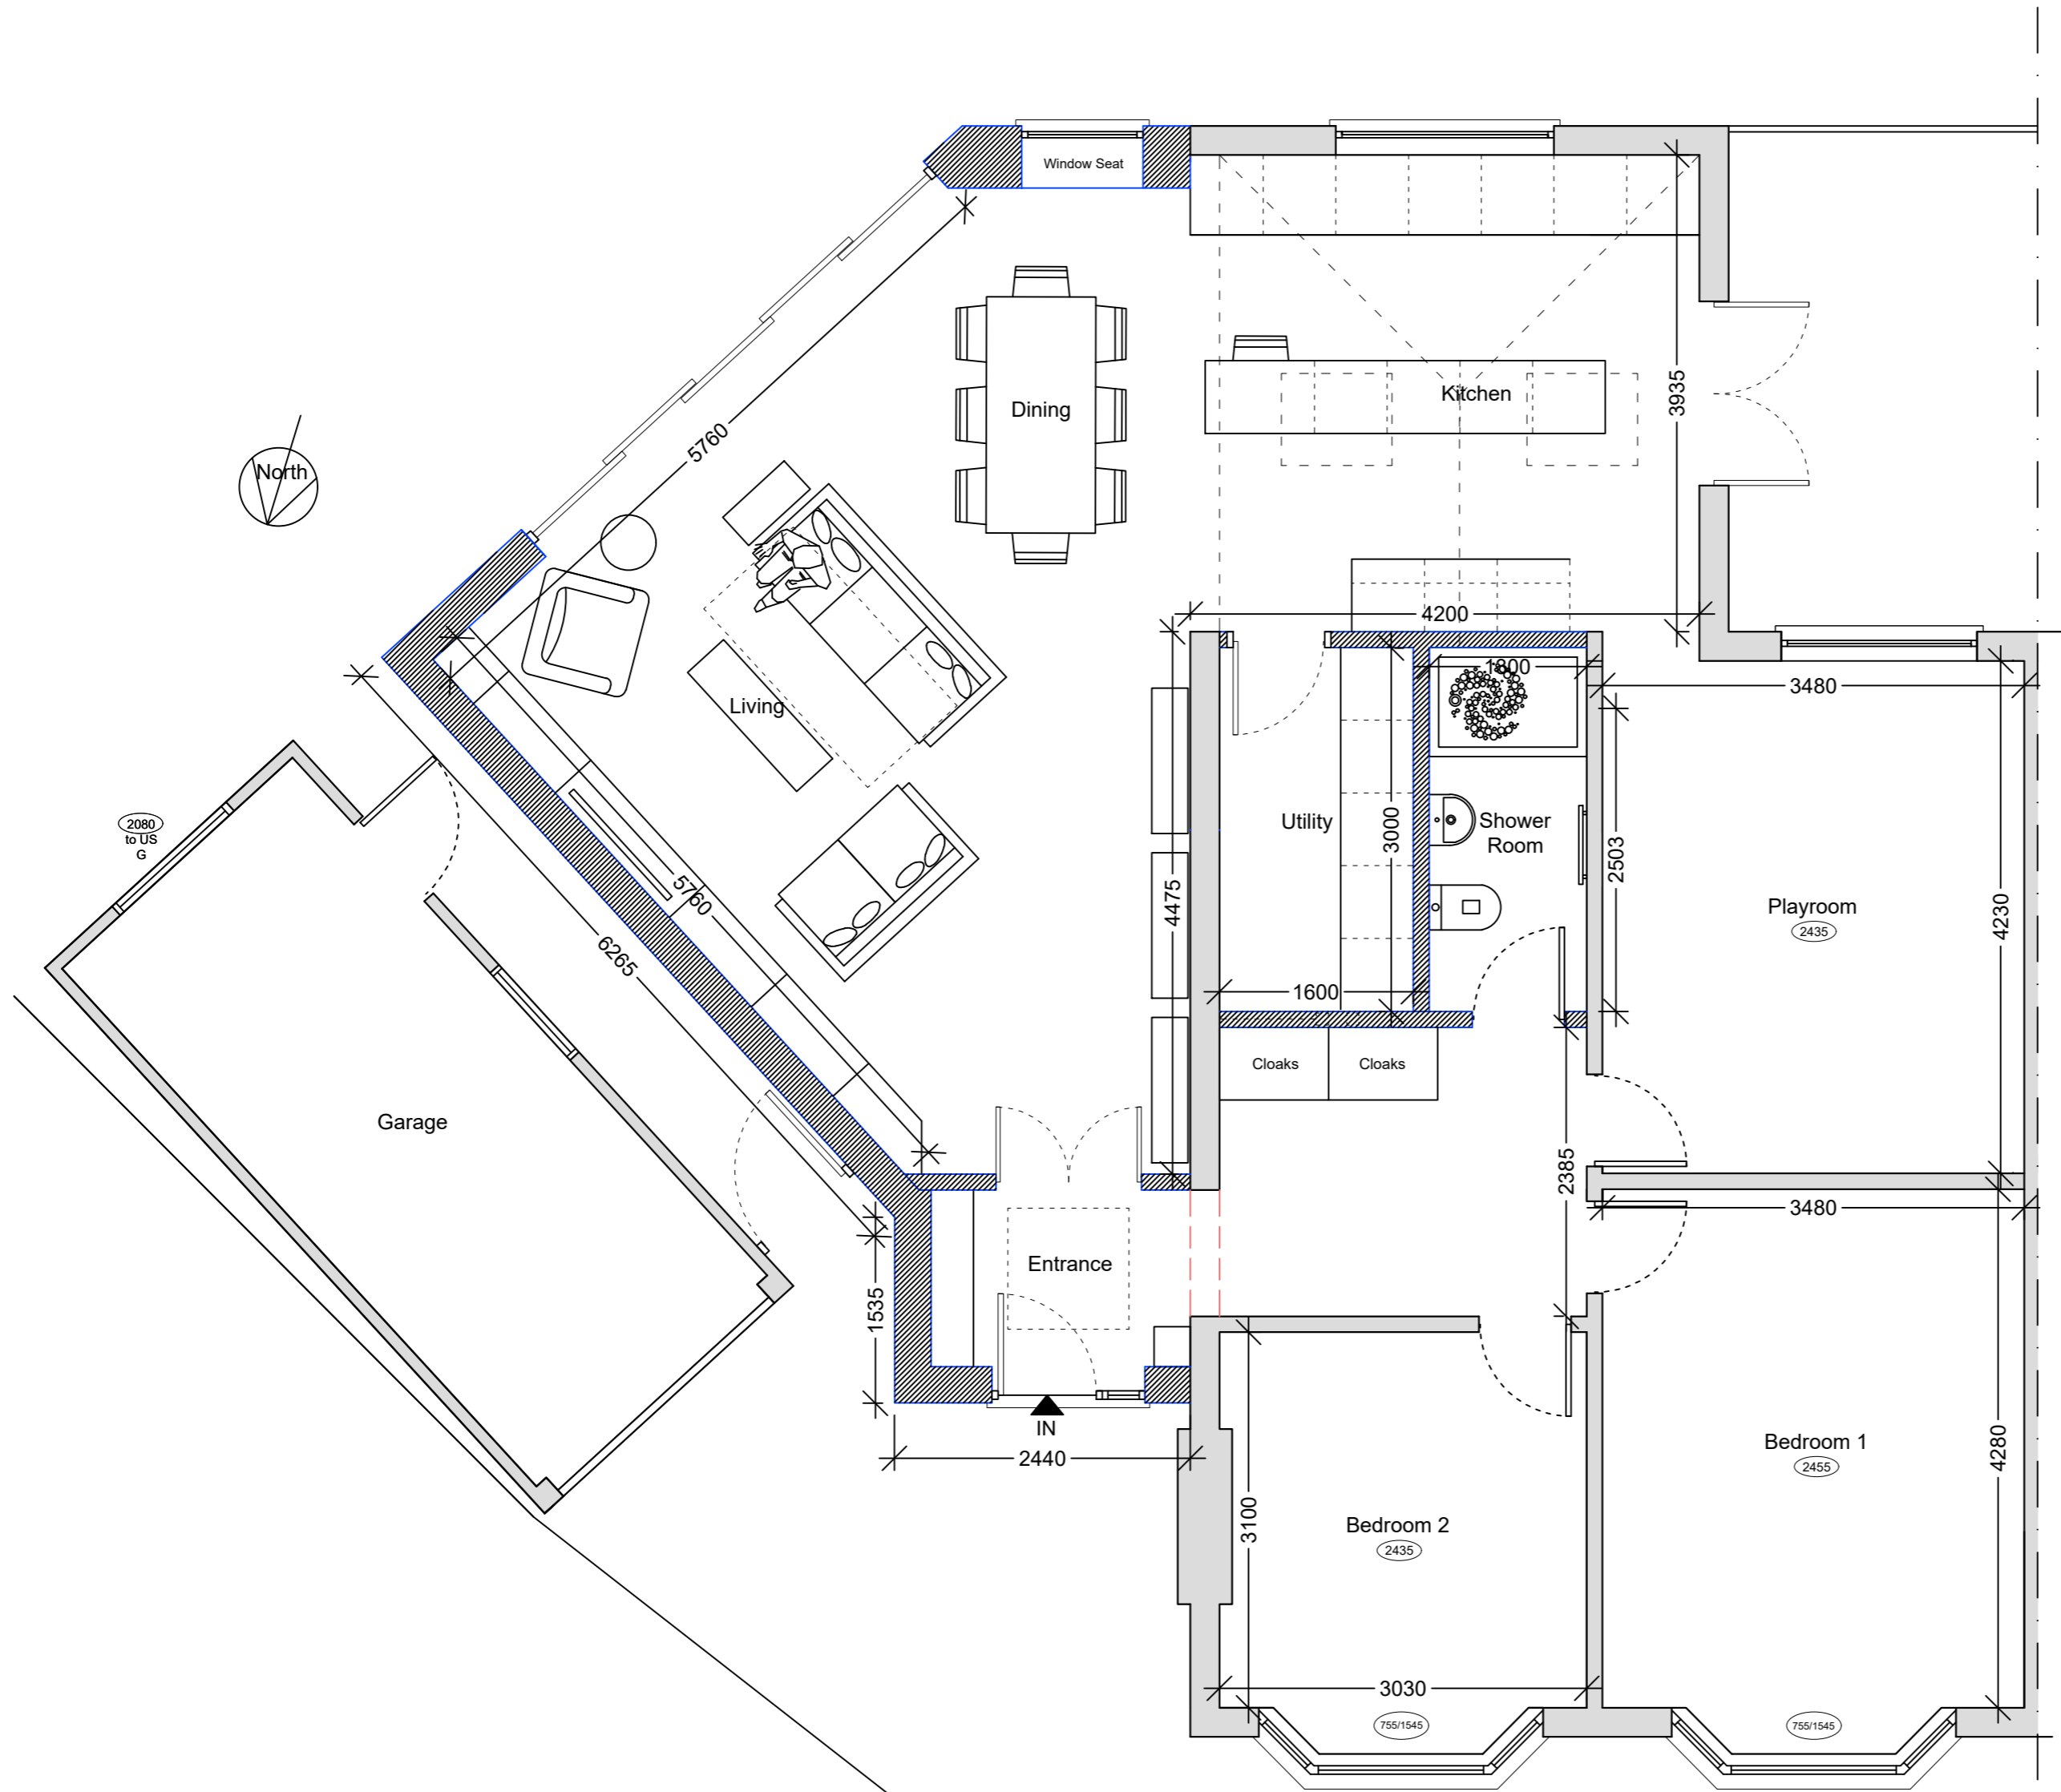 Window Seat
North
5760
Dining
Kitchen
3935
4200
1800
3480
Living
2080
to US
G
Utility
3000
Shower
Room
2503
4475
5760
6265
Playroom
2435
4230
1600
Garage
Cloaks
Cloaks
2385
3480
Entrance
1535
IN
2440
3100
Bedroom 1
2455
4280
Bedroom 2
2435
3030
755/1545
755/1545